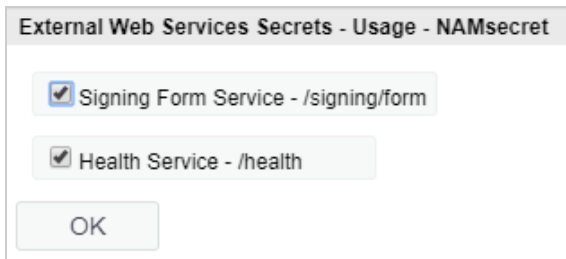 External Web Services Secrets - Usage - NAMsecret
Signing Form Service - /signing/form
Health Service - /health
OK